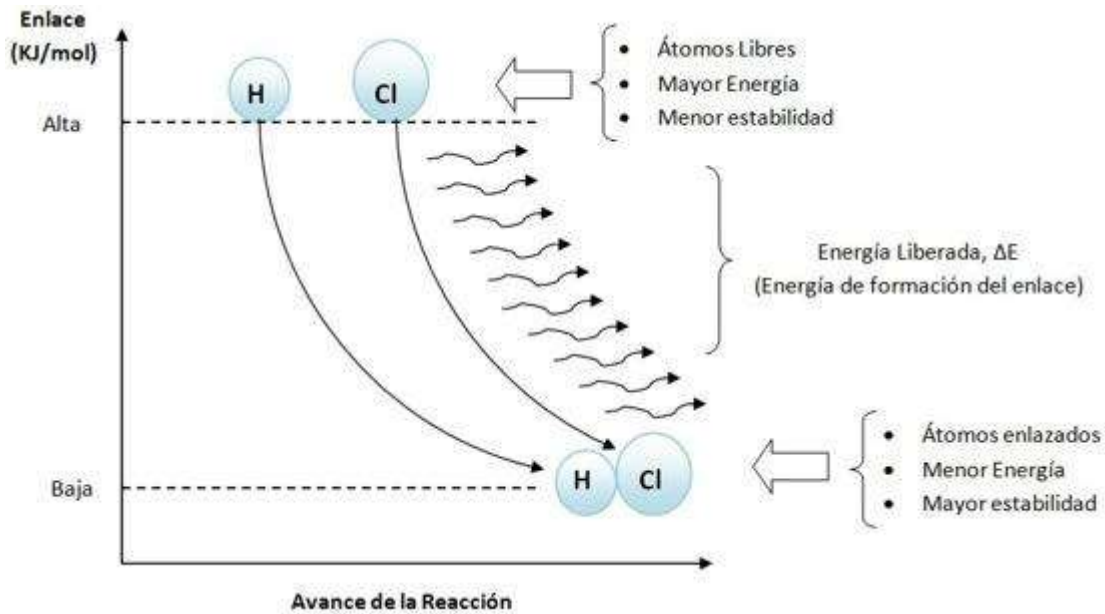 Enlace
(KJ/mol)
H
Cl
• Átomos Libres
• Mayor Energía
• Menor estabilidad
Alta
Energía Liberada, ΔE
(Energía de formación del enlace)
• Átomos enlazados
• Menor Energía
• Mayor estabilidad
H
Cl
Baja
Avance de la Reacción